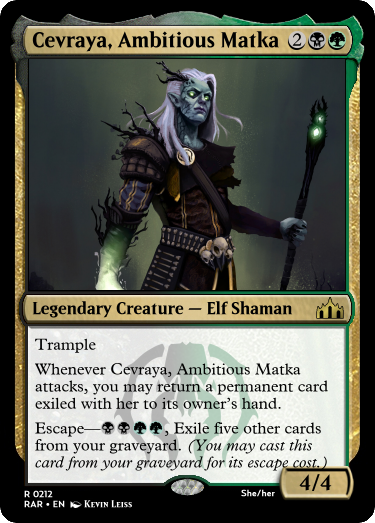 Cevraya, Ambitious Matka 2
Legendary Creature — Elf Shaman
Trample
Whenever Cevraya, Ambitious Matka
attacks, you may return a permanent card
exiled with her to its owner's hand.
Escape—, Exile five other cards
from your graveyard. (You may cast this
card from your graveyard for its escape cost.)
4/4
R 0212
RAR • EN Kevin Leiss
She/her